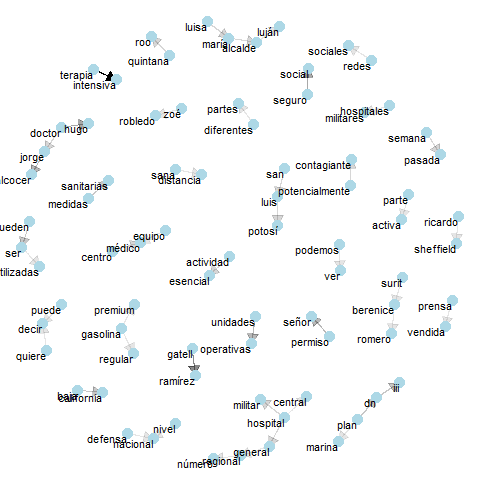 luisa
luján
roo
maría
alcalde
sociales
quintana
redes
terapia
intensiva
social
seguro
partes
hospitales
robledo
zoé
militares
diferentes
doctor
hugo
semana
jorge
pasada
alcocer
sana
distancia
san
contagiante
sanitarias
medidas
luis
potencialmente
parte
ueden
potosí
activa
ricardo
ser
centro
médico
equipo
podemos
sheffield
tilizadas
actividad
esencial
ver
surit
puede
premium
berenice
prensa
decir
gasolina
unidades
señor
romero
vendida
quiere
regular
gatell
operativas
permiso
ramírez
baja
california
militar
central
iii
dn
hospital
plan
defensa
nacional
nivel
general
marina
número
regional